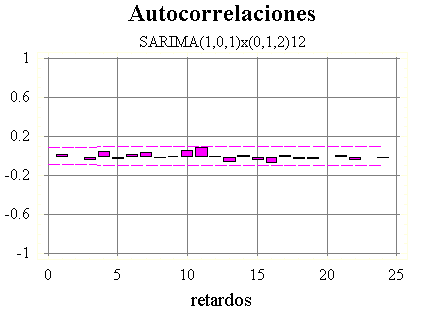 Autocorrelaciones
SARIMA(1,0,1)x(0,1,2)12
1
0.6
0.2
-0.2
-0.6
-1
0 5 10 15 20 25
retardos